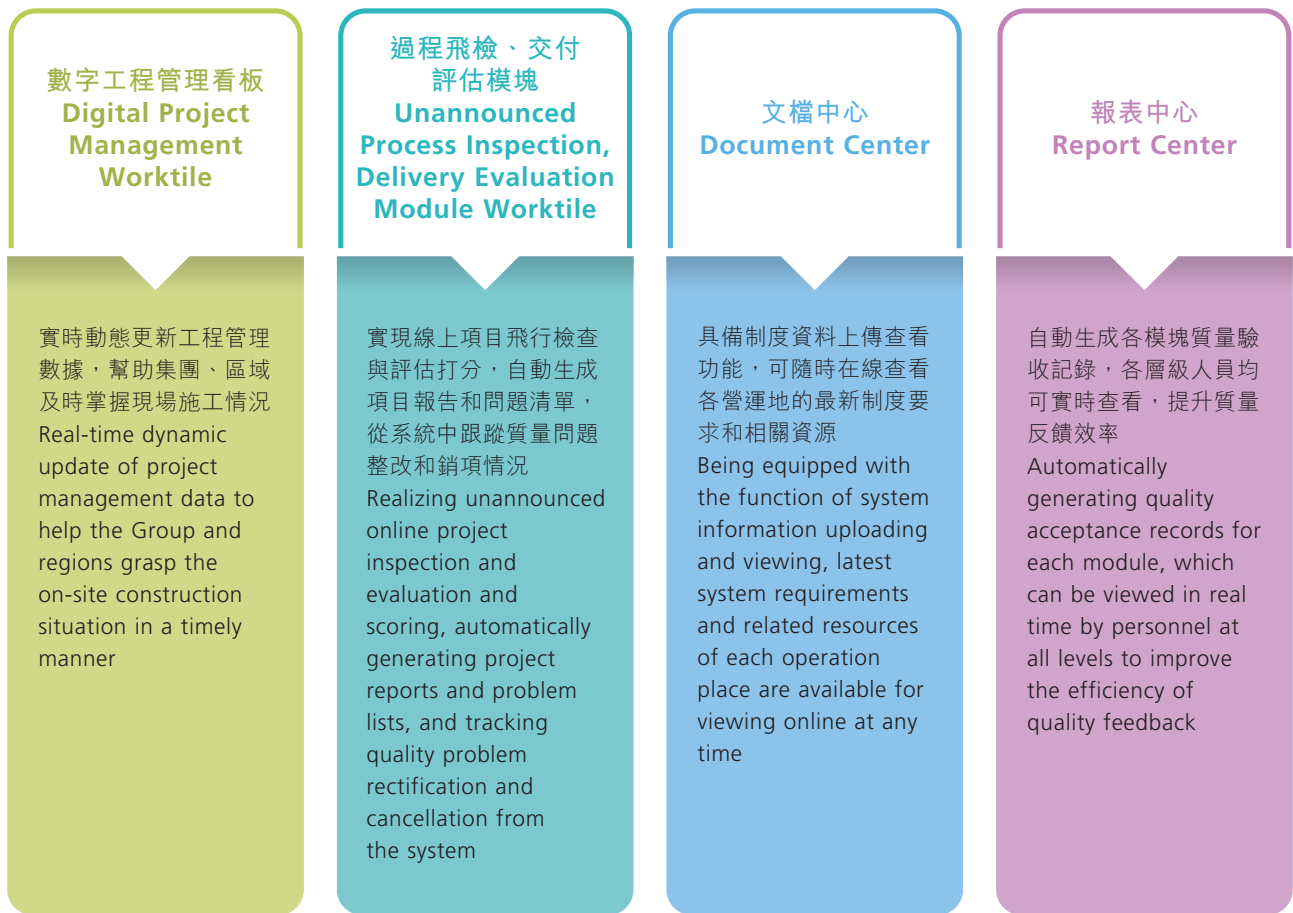 數字工程管理看板
Digital Project
Management
Worktile
實時動態更新工程管理
數據，幫助集團、區域
及時掌握現場施工情況
Real-time dynamic
update of project
management data to
help the Group and
regions grasp the
on-site construction
situation in a timely
manner
過程飛檢、交付
評估模塊
Unannounced
Process Inspection,
Delivery Evaluation
Module Worktile
實現線上項目飛行檢查
與評估打分，自動生成
項目報告和問題清單，
從系統中跟蹤質量問題
整改和銷項情況
Realizing unannounced
online project
inspection and
evaluation and
scoring, automatically
generating project
reports and problem
lists, and tracking
quality problem
rectification and
cancellation from
the system
文檔中心
Document Center
具備制度資料上傳查看
功能，可隨時在線查看
各營運地的最新制度要
求和相關資源
Being equipped with
the function of system
information uploading
and viewing, latest
system requirements
and related resources
of each operation
place are available for
viewing online at any
time
報表中心
Report Center
自動生成各模塊質量驗
收記錄，各層級人員均
可實時查看，提升質量
反饋效率
Automatically
generating quality
acceptance records for
each module, which
can be viewed in real
time by personnel at
all levels to improve
the efficiency of
quality feedback